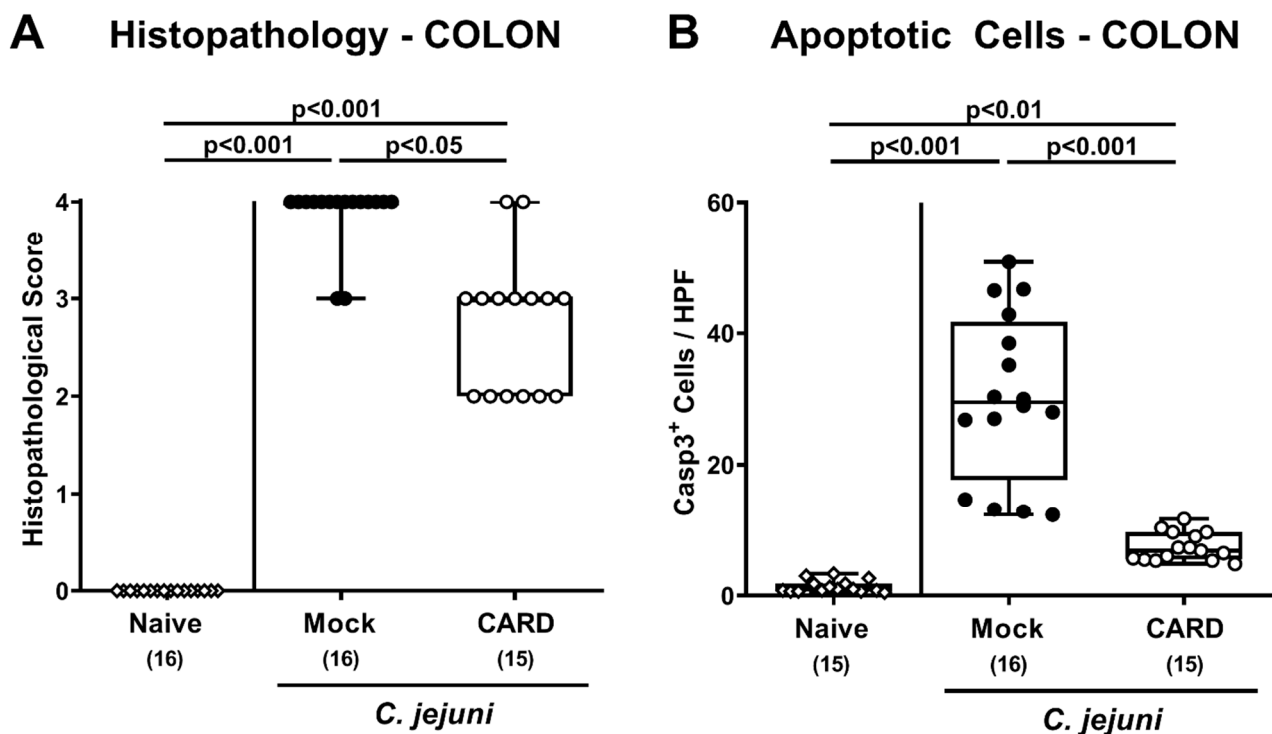 A Histopathology - COLON
p<0.001
p<0.001 p<0.05
Histopathological Score
4
3
2
1
0
Naive Mock CARD
(16) (16) (15)
C. jejuni
B Apoptotic Cells - COLON
p<0.01
p<0.001 p<0.001
Casp3+ Cells / HPF
60
40
20
0
Naive Mock CARD
(15) (16) (15)
C. jejuni